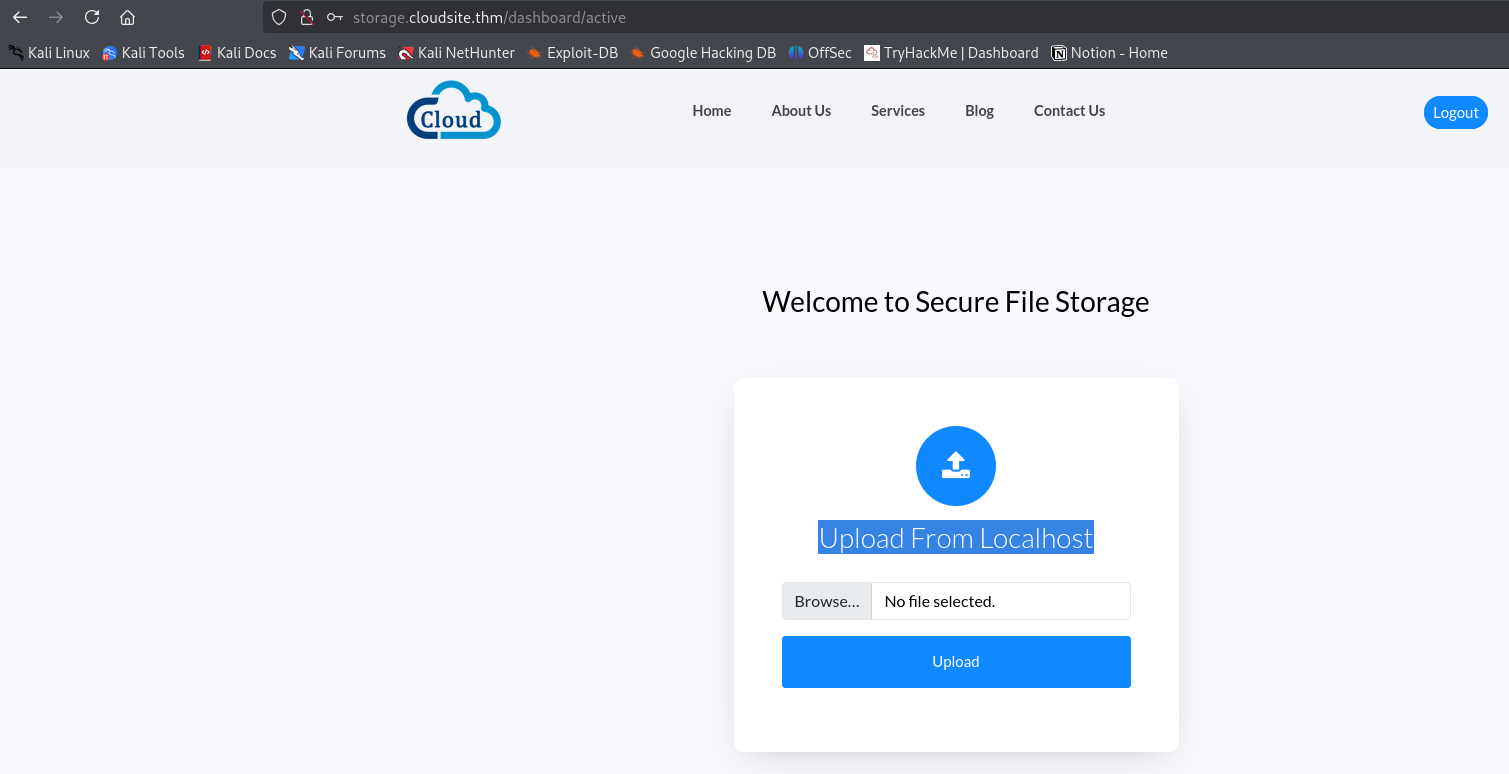 storage.cloudsite.thm/dashboard/active
Kali Linux Kali Tools Kali Docs Kali Forums Kali NetHunter Exploit-DB Google Hacking DB OffSec TryHackMe | Dashboard Notion - Home
Cloud Home About Us Services Blog Contact Us Logout
Welcome to Secure File Storage
Upload From Localhost
Browse... No file selected.
Upload